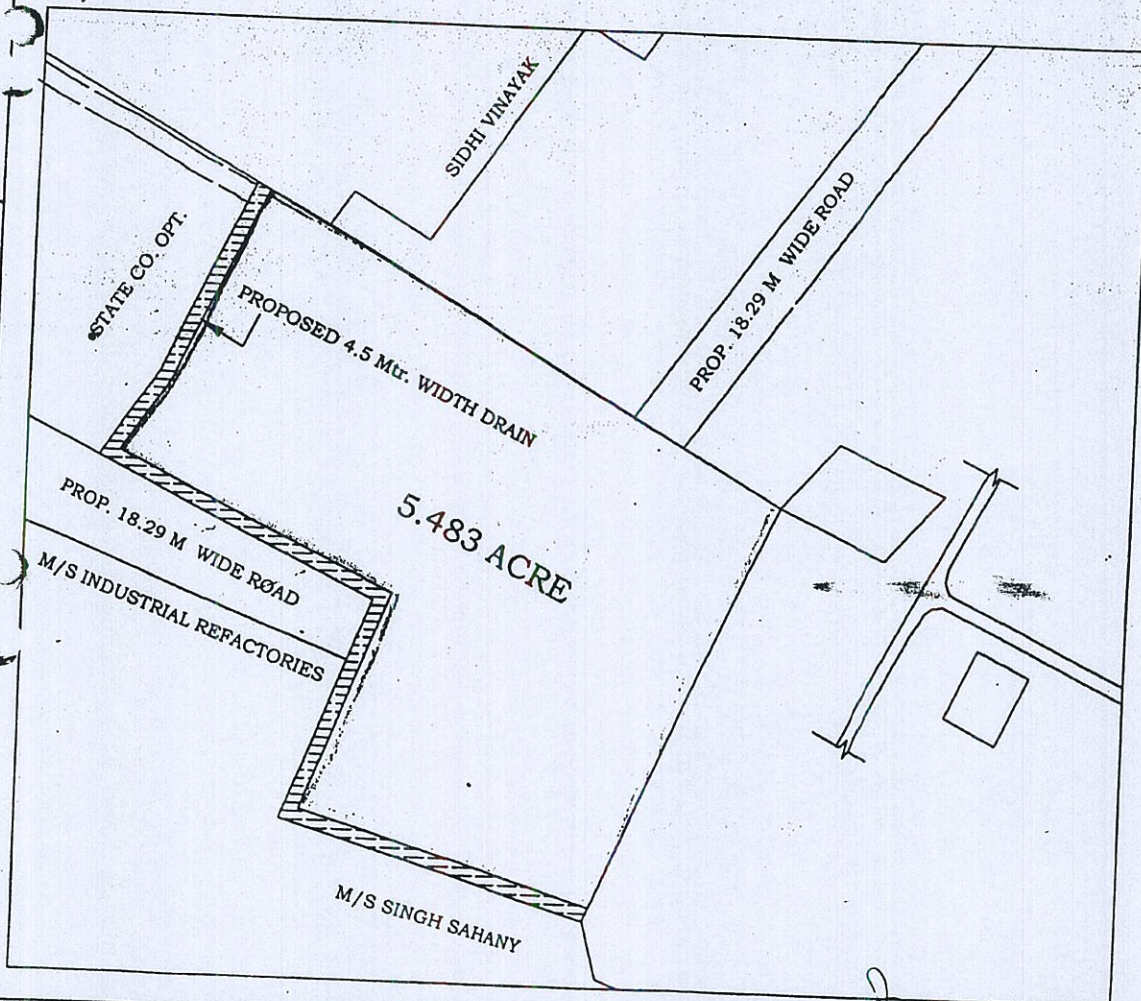 SIDHI VINAYAK
PROP. 18.29 M WIDE ROAD
STATE CO. OPT.
PROPOSED 4.5 Mtr. WIDTH DRAIN
5.483 ACRE
PROP. 18.29 M WIDE ROAD
M/S INDUSTRIAL REFACTORIES
M/S SINGH SAHANY